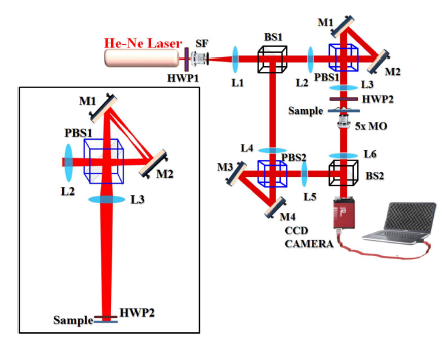 He-Ne Laser
SF
HWP1
L1
BS1
L2
PBS1
M1
M2
L3
HWP2
Sample
5x MO
L4
M3
PBS2
L5
L6
BS2
M4
CCD
CAMERA
M1
PBS1
M2
L2
L3
HWP2
Sample